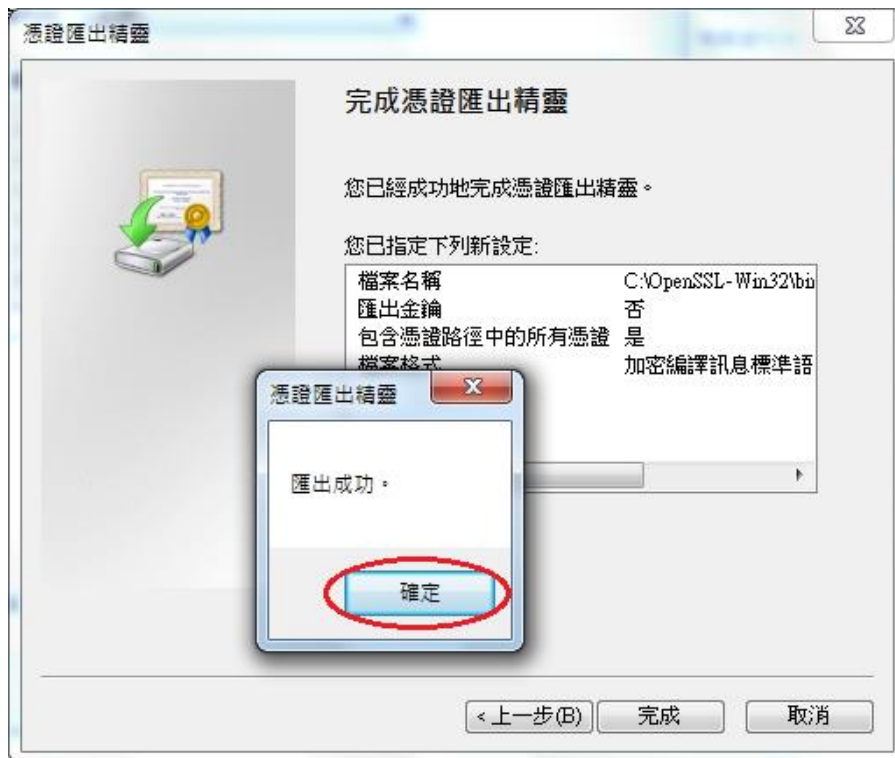 憑證匯出精靈
完成憑證匯出精靈
您已經成功地完成憑證匯出精靈。
您已指定下列新設定:
檔案名稱 C:\OpenSSL-Win32\bin
匯出金鑰 否
包含憑證路徑中的所有憑證 是
檔案格式 加密編譯訊息標準語
憑證匯出精靈
匯出成功。
確定
<上一步(B) 完成 取消